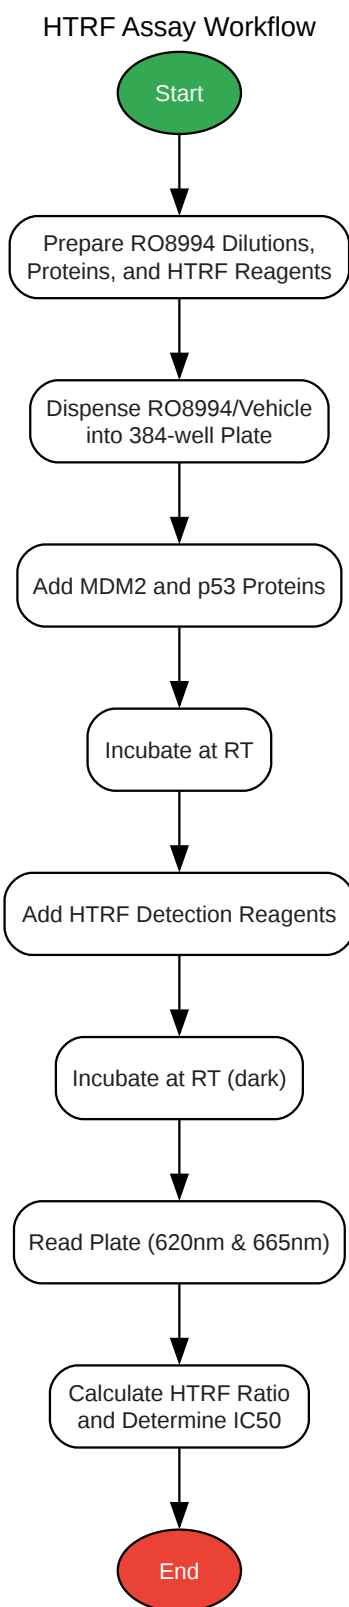 HTRF Assay Workflow
Start
Prepare RO8994 Dilutions,
Proteins, and HTRF Reagents
Dispense RO8994/Vehicle
into 384-well Plate
Add MDM2 and p53 Proteins
Incubate at RT
Add HTRF Detection Reagents
Incubate at RT (dark)
Read Plate (620nm & 665nm)
Calculate HTRF Ratio
and Determine IC50
End